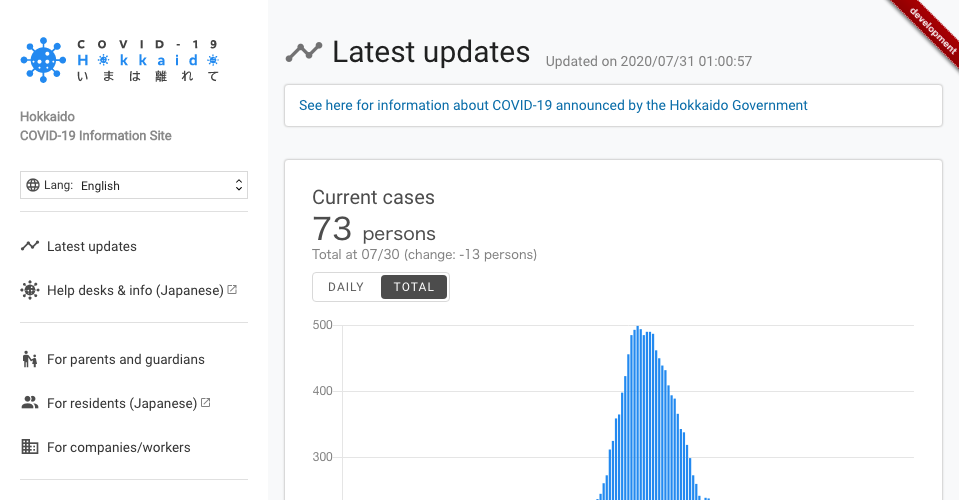 COVID-19
Hokkaido
いまは離れて
Hokkaido
COVID-19 Information Site
Lang: English
Latest updates
Help desks & info (Japanese)
For parents and guardians
For residents (Japanese)
For companies/workers
development
Latest updates Updated on 2020/07/31 01:00:57
See here for information about COVID-19 announced by the Hokkaido Government
Current cases
73 persons
Total at 07/30 (change: -13 persons)
DAILY TOTAL
500
400
300